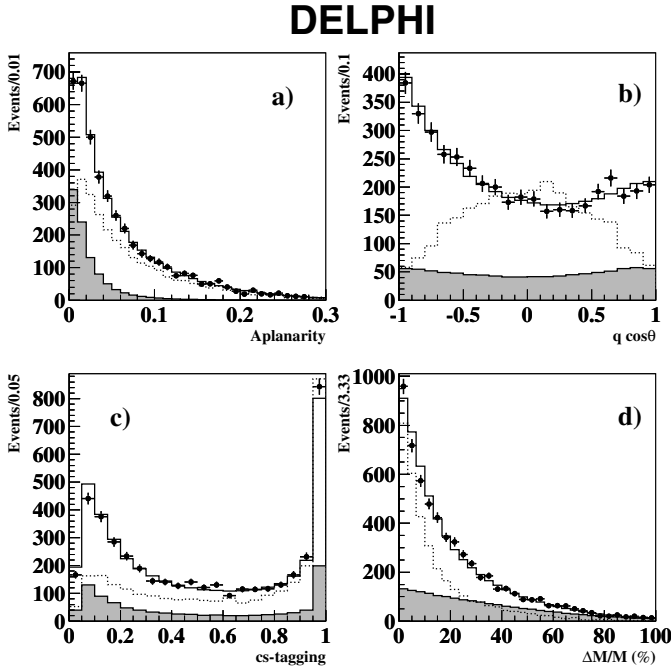 DELPHI
Events/0.01
700
600
500
400
300
200
100
0
a)
0 0.1 0.2 0.3
Aplanarity
Events/0.1
400
350
300
250
200
150
100
50
0
b)
-1 -0.5 0 0.5 1
q cosθ
Events/0.05
800
700
600
500
400
300
200
100
0
c)
0 0.2 0.4 0.6 0.8 1
cs-tagging
Events/3.33
1000
800
600
400
200
0
d)
0 20 40 60 80 100
ΔM/M (%)